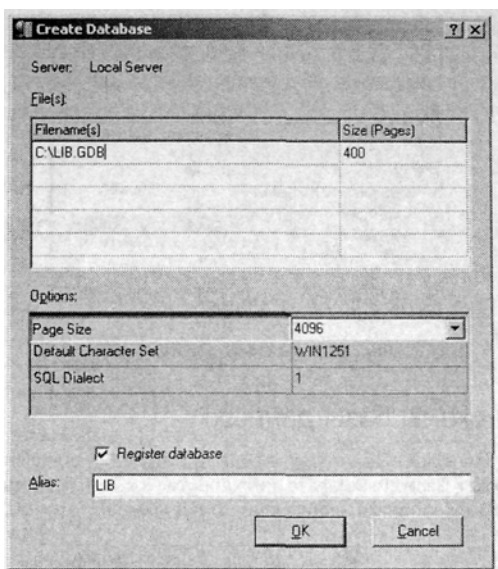 Create Database
Server: Local Server
File(s):
Filename(s) Size (Pages)
C:\LIB.GDB 400
Options:
Page Size 4096
Default Character Set WIN1251
SQL Dialect 1
Register database
Alias: LIB
OK Cancel